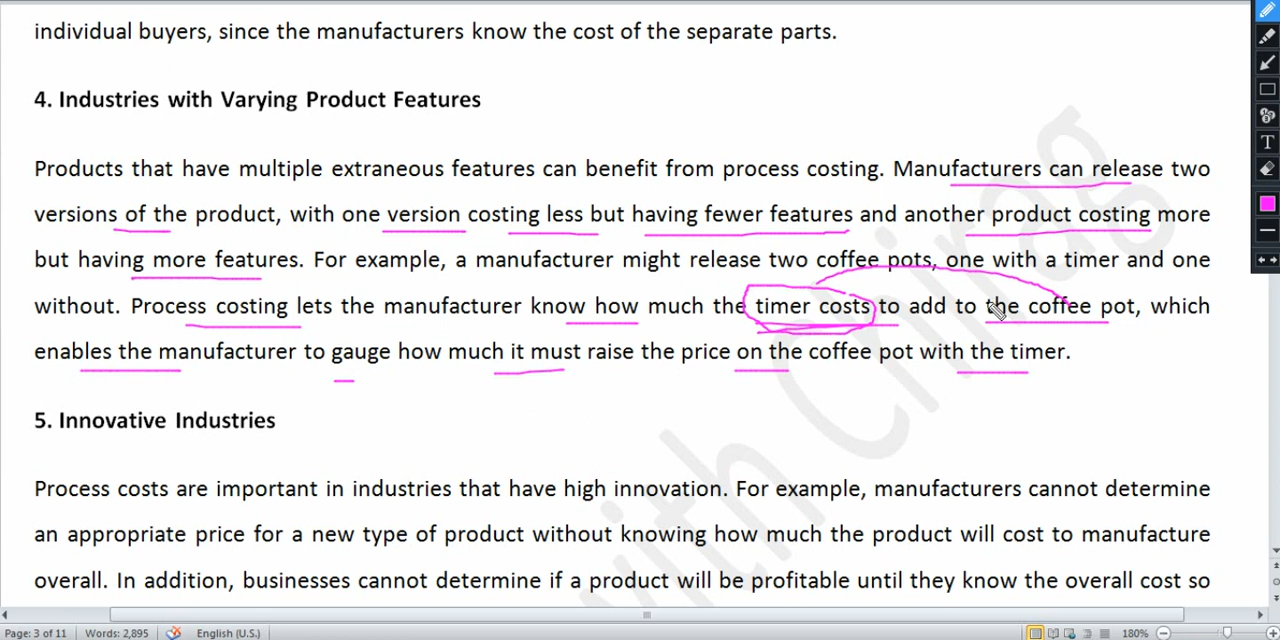 individual buyers, since the manufacturers know the cost of the separate parts.
4. Industries with Varying Product Features
Products that have multiple extraneous features can benefit from process costing. Manufacturers can release two
versions of the product, with one version costing less but having fewer features and another product costing more
but having more features. For example, a manufacturer might release two coffee pots, one with a timer and one
without. Process costing lets the manufacturer know how much the timer costs to add to the coffee pot, which
enables the manufacturer to gauge how much it must raise the price on the coffee pot with the timer.
5. Innovative Industries
Process costs are important in industries that have high innovation. For example, manufacturers cannot determine
an appropriate price for a new type of product without knowing how much the product will cost to manufacture
overall. In addition, businesses cannot determine if a product will be profitable until they know the overall cost so
with Chirag
T
Page: 3 of 11
Words: 2,895
English (U.S.)
180%